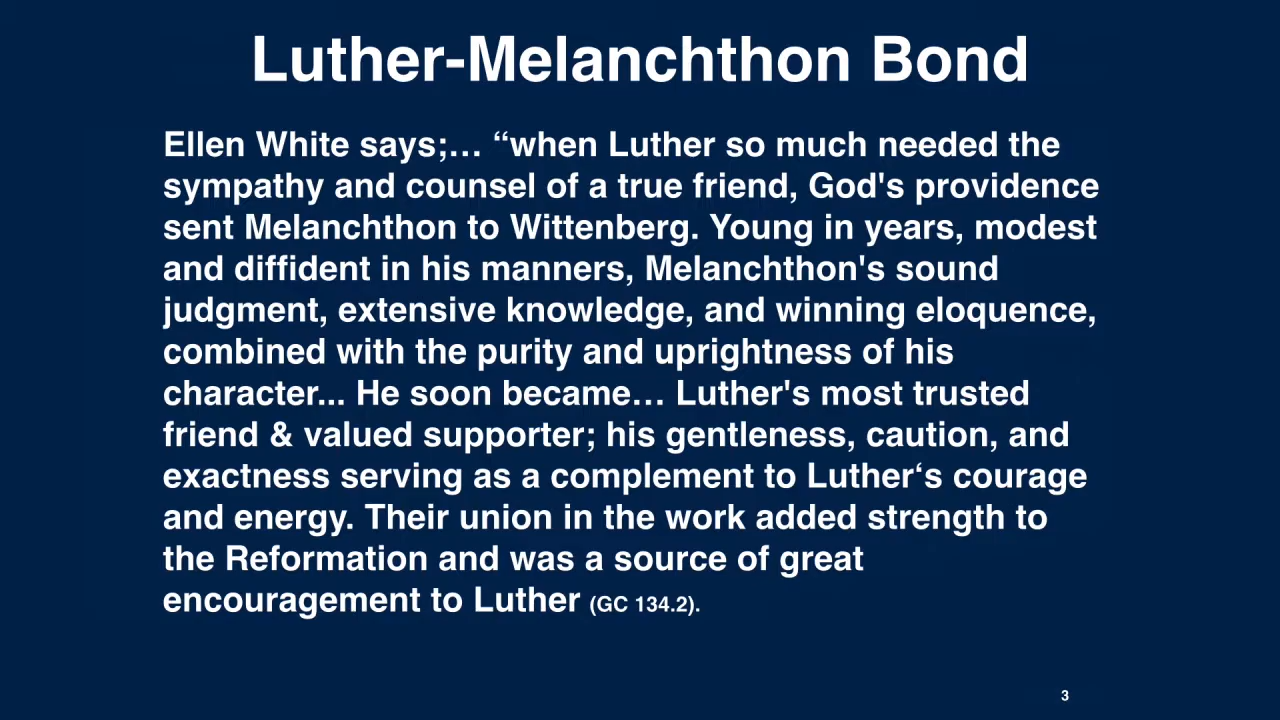 Luther-Melanchthon Bond
Ellen White says;… “when Luther so much needed the
sympathy and counsel of a true friend, God's providence
sent Melanchthon to Wittenberg. Young in years, modest
and diffident in his manners, Melanchthon's sound
judgment, extensive knowledge, and winning eloquence,
combined with the purity and uprightness of his
character... He soon became… Luther's most trusted
friend & valued supporter; his gentleness, caution, and
exactness serving as a complement to Luther‘s courage
and energy. Their union in the work added strength to
the Reformation and was a source of great
encouragement to Luther (GC 134.2).
3